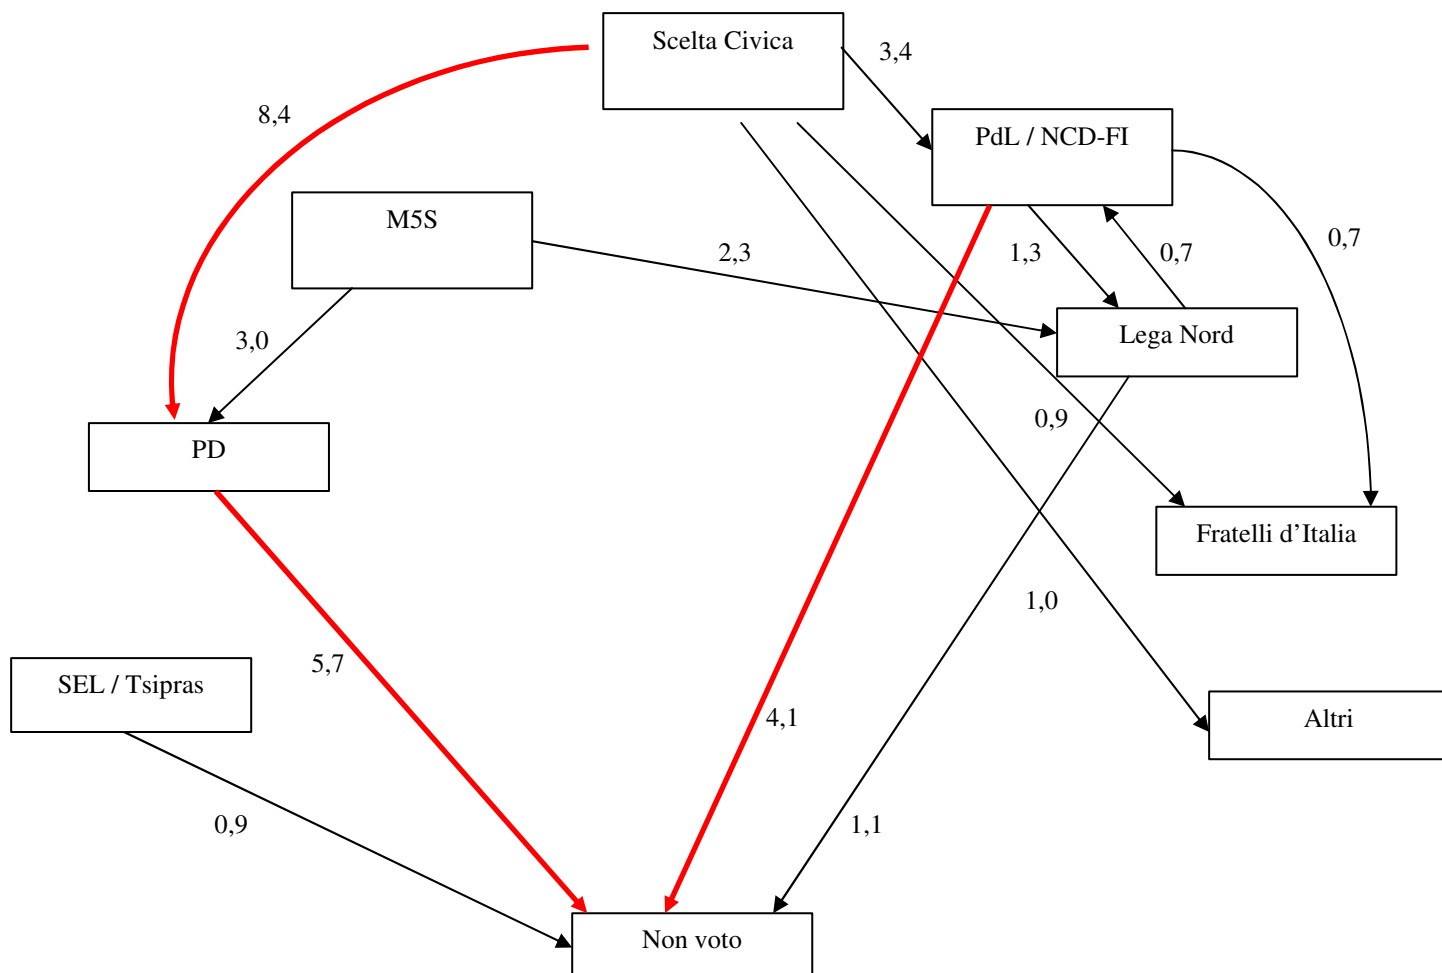 Scelta Civica
3,4
8,4
PdL / NCD-FI
M5S
2,3
1,3
0,7
0,7
3,0
Lega Nord
0,9
PD
Fratelli d’Italia
1,0
5,7
SEL / Tsipras
4,1
Altri
0,9
1,1
Non voto